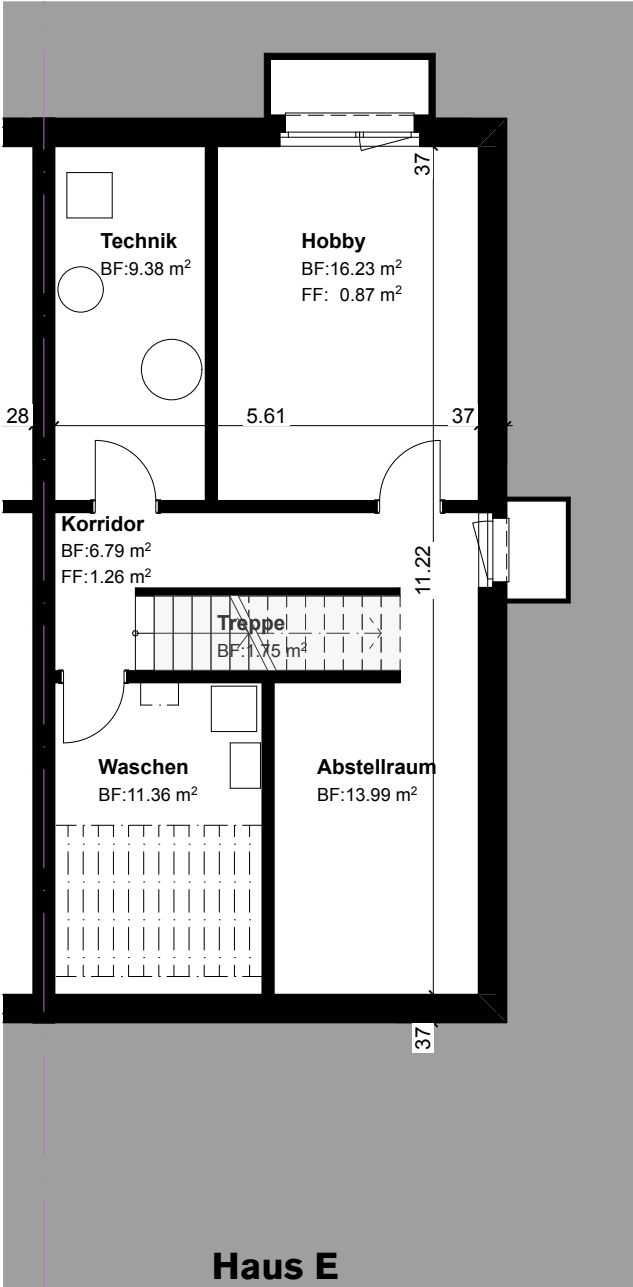 37
Technik
BF:9.38 m²
Hobby
BF:16.23 m²
FF: 0.87 m²
28
5.61
37
Korridor
BF:6.79 m²
FF:1.26 m²
11.22
Treppe
BF:1.75 m²
Waschen
BF:11.36 m²
Abstellraum
BF:13.99 m²
37
Haus E